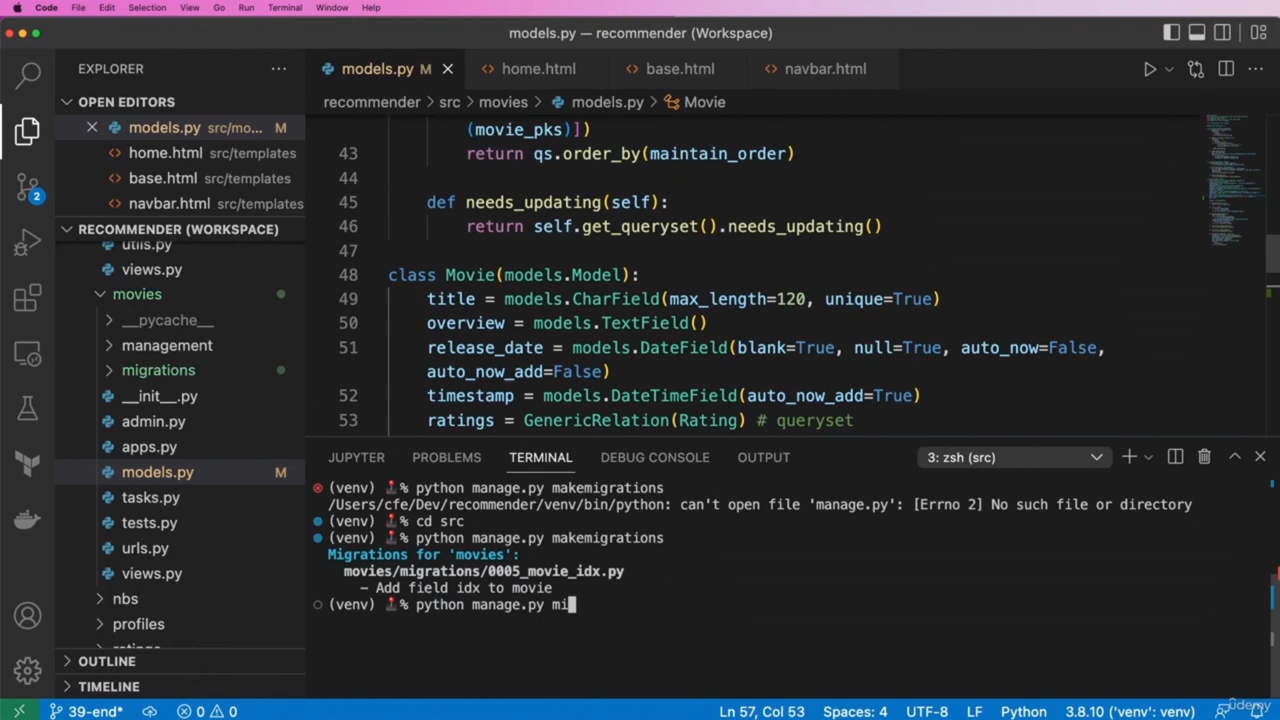 Code File Edit Selection View Go Run Terminal Window Help
models.py — recommender (Workspace)
EXPLORER
models.py M home.html base.html navbar.html
OPEN EDITORS
models.py src/mo... M
home.html src/templates
base.html src/templates
navbar.html src/templates
2
RECOMMENDER (WORKSPACE)
utils.py
views.py
movies
__pycache__
management
migrations
__init__.py
admin.py
apps.py
models.py M
tasks.py
tests.py
urls.py
views.py
nbs
profiles
OUTLINE
TIMELINE
recommender > src > movies > models.py > Movie
(movie_pks)])
43 return qs.order_by(maintain_order)
44
45 def needs_updating(self):
46 return self.get_queryset().needs_updating()
47
48 class Movie(models.Model):
49 title = models.CharField(max_length=120, unique=True)
50 overview = models.TextField()
51 release_date = models.DateField(blank=True, null=True, auto_now=False,
auto_now_add=False)
52 timestamp = models.DateTimeField(auto_now_add=True)
53 ratings = GenericRelation(Rating) # queryset
JUPYTER PROBLEMS TERMINAL DEBUG CONSOLE OUTPUT 3: zsh (src)
(venv) % python manage.py makemigrations
/Users/cfe/Dev/recommender/venv/bin/python: can't open file 'manage.py': [Errno 2] No such file or directory
(venv) % cd src
(venv) % python manage.py makemigrations
Migrations for 'movies':
movies/migrations/0005_movie_idx.py
- Add field idx to movie
(venv) % python manage.py mi
39-end* 0 0 Ln 57, Col 53 Spaces: 4 UTF-8 LF Python 3.8.10 ('venv': venv)
ûdemy